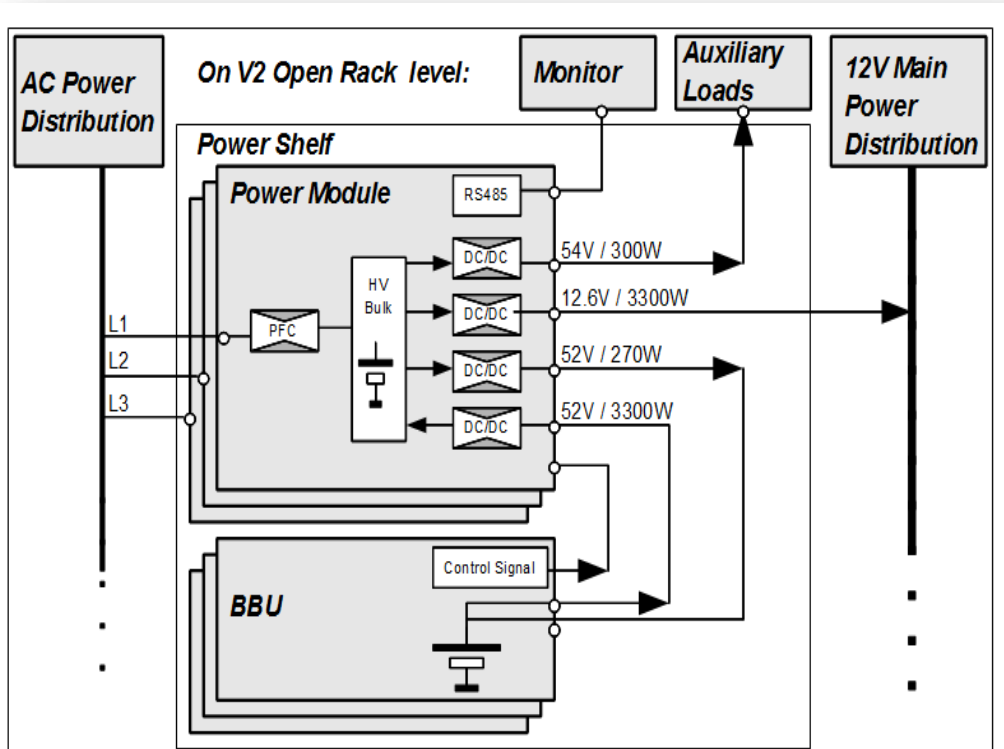 AC Power
Distribution
On V2 Open Rack level:
Monitor
Auxiliary
Loads
12V Main
Power
Distribution
Power Shelf
Power Module
RS485
DC/DC
54V / 300W
HV
Bulk
DC/DC
12.6V / 3300W
PFC
L1
DC/DC
52V / 270W
L2
L3
DC/DC
52V / 3300W
Control Signal
BBU